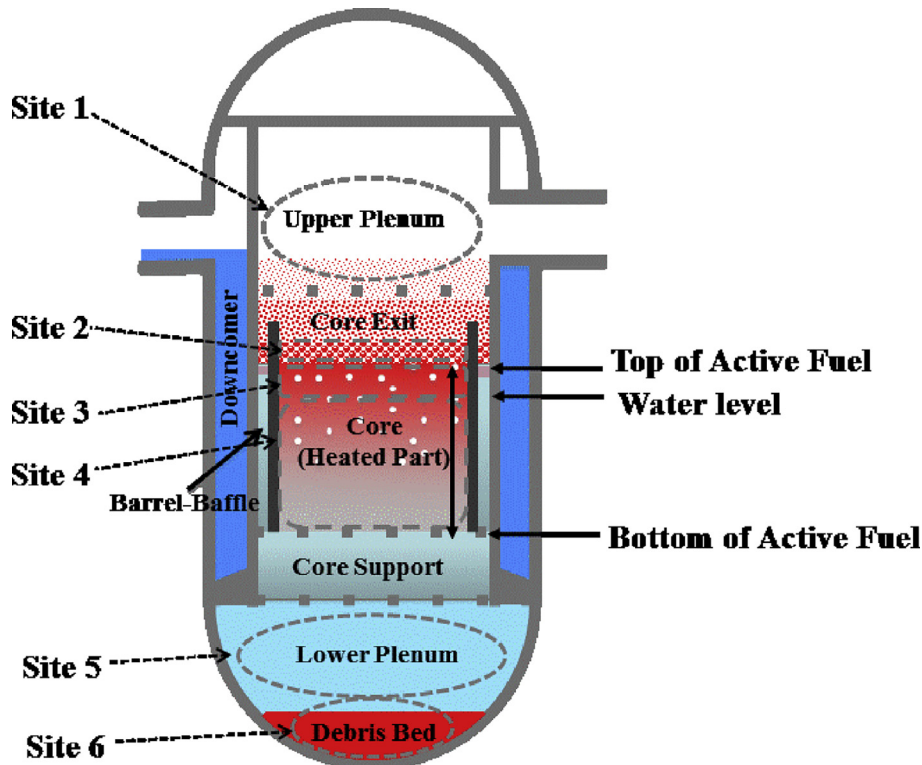 Site 1
Upper Plenum
Site 2
Core Exit
Downcomer
Top of Active Fuel
Site 3
Water level
Core
(Heated Part)
Site 4
Barrel-Baffle
Bottom of Active Fuel
Core Support
Site 5
Lower Plenum
Site 6
Debris Bed